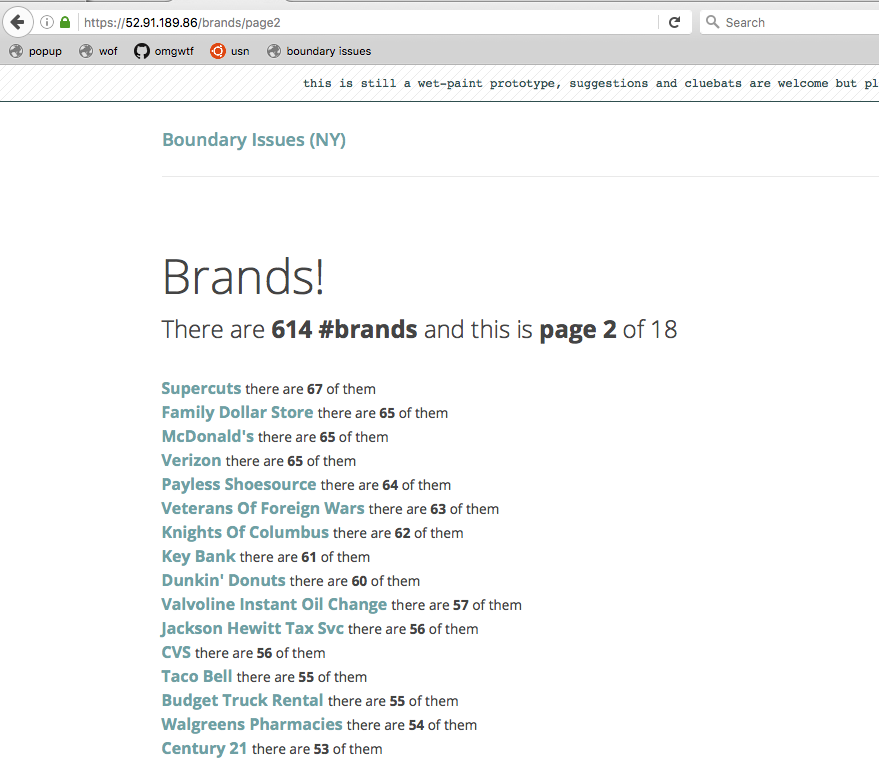 https://52.91.189.86/brands/page2
Search
popup wof omgwtf usn boundary issues
this is still a wet-paint prototype, suggestions and cluebats are welcome but pl
Boundary Issues (NY)
Brands!
There are 614 #brands and this is page 2 of 18
Supercuts there are 67 of them
Family Dollar Store there are 65 of them
McDonald's there are 65 of them
Verizon there are 65 of them
Payless Shoesource there are 64 of them
Veterans Of Foreign Wars there are 63 of them
Knights Of Columbus there are 62 of them
Key Bank there are 61 of them
Dunkin' Donuts there are 60 of them
Valvoline Instant Oil Change there are 57 of them
Jackson Hewitt Tax Svc there are 56 of them
CVS there are 56 of them
Taco Bell there are 55 of them
Budget Truck Rental there are 55 of them
Walgreens Pharmacies there are 54 of them
Century 21 there are 53 of them